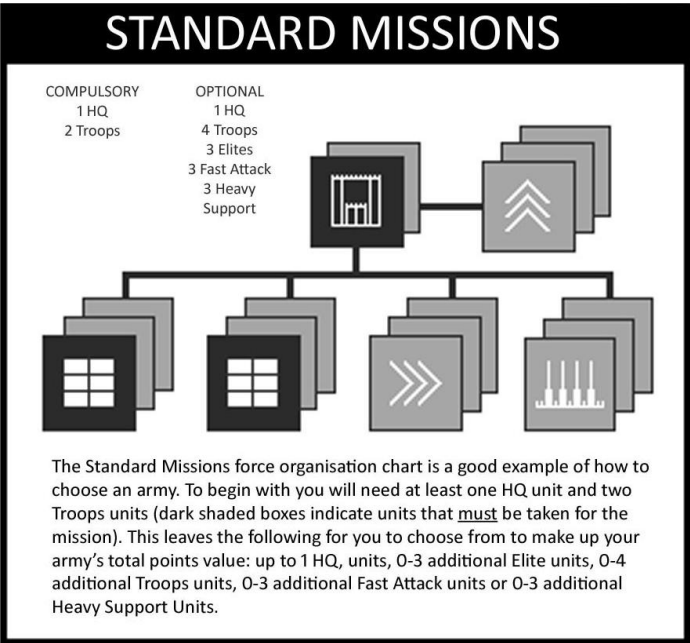 STANDARD MISSIONS
COMPULSORY
1 HQ
2 Troops
OPTIONAL
1 HQ
4 Troops
3 Elites
3 Fast Attack
3 Heavy
Support
The Standard Missions force organisation chart is a good example of how to
choose an army. To begin with you will need at least one HQ unit and two
Troops units (dark shaded boxes indicate units that must be taken for the
mission). This leaves the following for you to choose from to make up your
army’s total points value: up to 1 HQ, units, 0-3 additional Elite units, 0-4
additional Troops units, 0-3 additional Fast Attack units or 0-3 additional
Heavy Support Units.